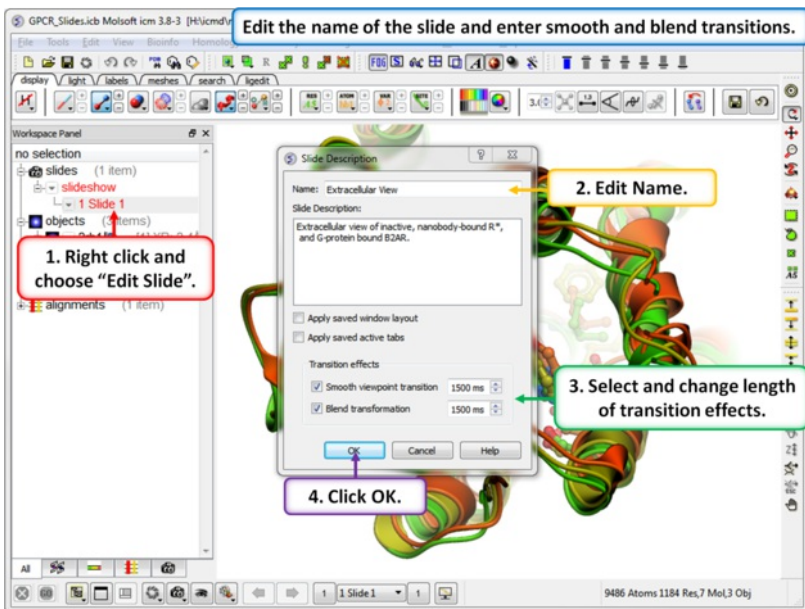 GPCR_Slides.icb Molsoft icm 3.8-3 [H:\icmd\
Edit the name of the slide and enter smooth and blend transitions.
File Tools Edit View Bioinfo
display light labels meshes search ligedit
Workspace Panel
no selection
slides (1 item)
slideshow
1 Slide 1
objects (3 items)
1. Right click and
choose “Edit Slide”.
alignments (1 item)
Slide Description
Name: Extracellular View
2. Edit Name.
Slide Description:
Extracellular view of inactive, nanobody-bound R*,
and G-protein bound B2AR.
Apply saved window layout
Apply saved active tabs
Transition effects
Smooth viewpoint transition 1500 ms
Blend transformation 1500 ms
3. Select and change length
of transition effects.
OK Cancel Help
4. Click OK.
All
1 1 Slide 1 1
9486 Atoms 1184 Res,7 Mol,3 Obj